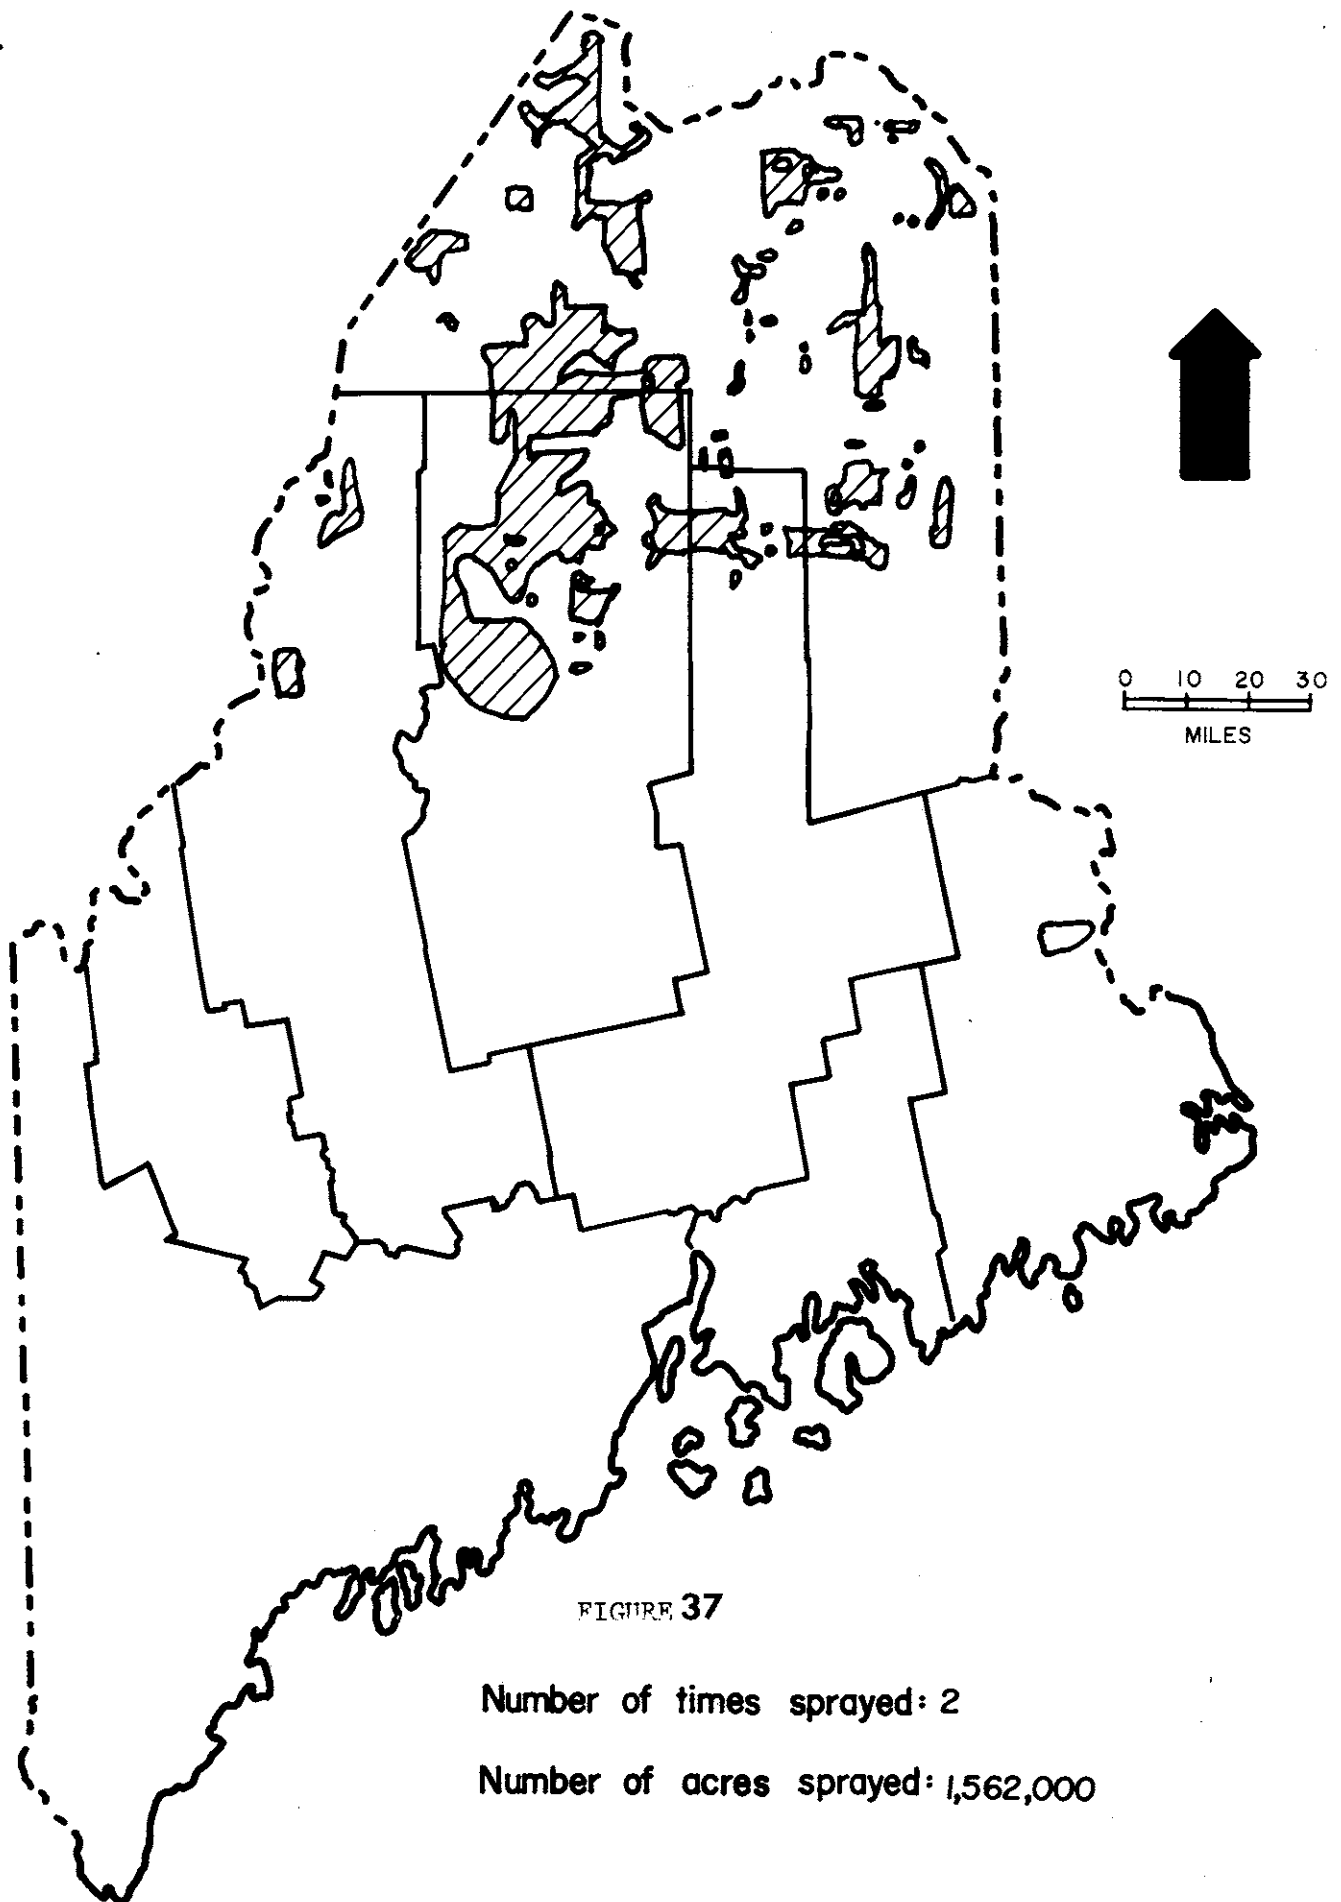 0 10 20 30
MILES
FIGURE 37
Number of times sprayed: 2
Number of acres sprayed: 1,562,000